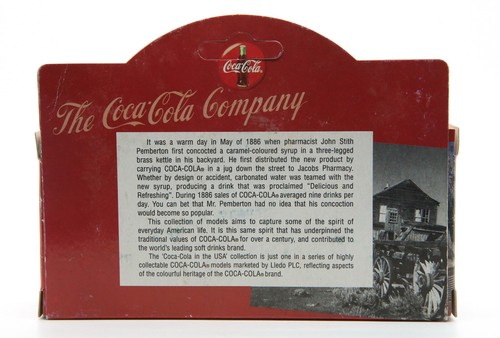 Coca-Cola
The Coca-Cola Company
It was a warm day in May of 1886 when pharmacist John Stith
Pemberton first concocted a caramel-coloured syrup in a three-legged
brass kettle in his backyard. He first distributed the new product by
carrying COCA-COLA® in a jug down the street to Jacobs Pharmacy.
Whether by design or accident, carbonated water was teamed with the
new syrup, producing a drink that was proclaimed "Delicious and
Refreshing". During 1886 sales of COCA-COLA® averaged nine drinks per
day. You can bet that Mr. Pemberton had no idea that his concoction
would become so popular.
This collection of models aims to capture some of the spirit of
everyday American life. It is this same spirit that has underpinned the
traditional values of COCA-COLA® for over a century, and contributed to
the world's leading soft drinks brand.
The 'Coca-Cola in the USA' collection is just one in a series of highly
collectable COCA-COLA® models marketed by Lledo PLC, reflecting aspects
of the colourful heritage of the COCA-COLA® brand.